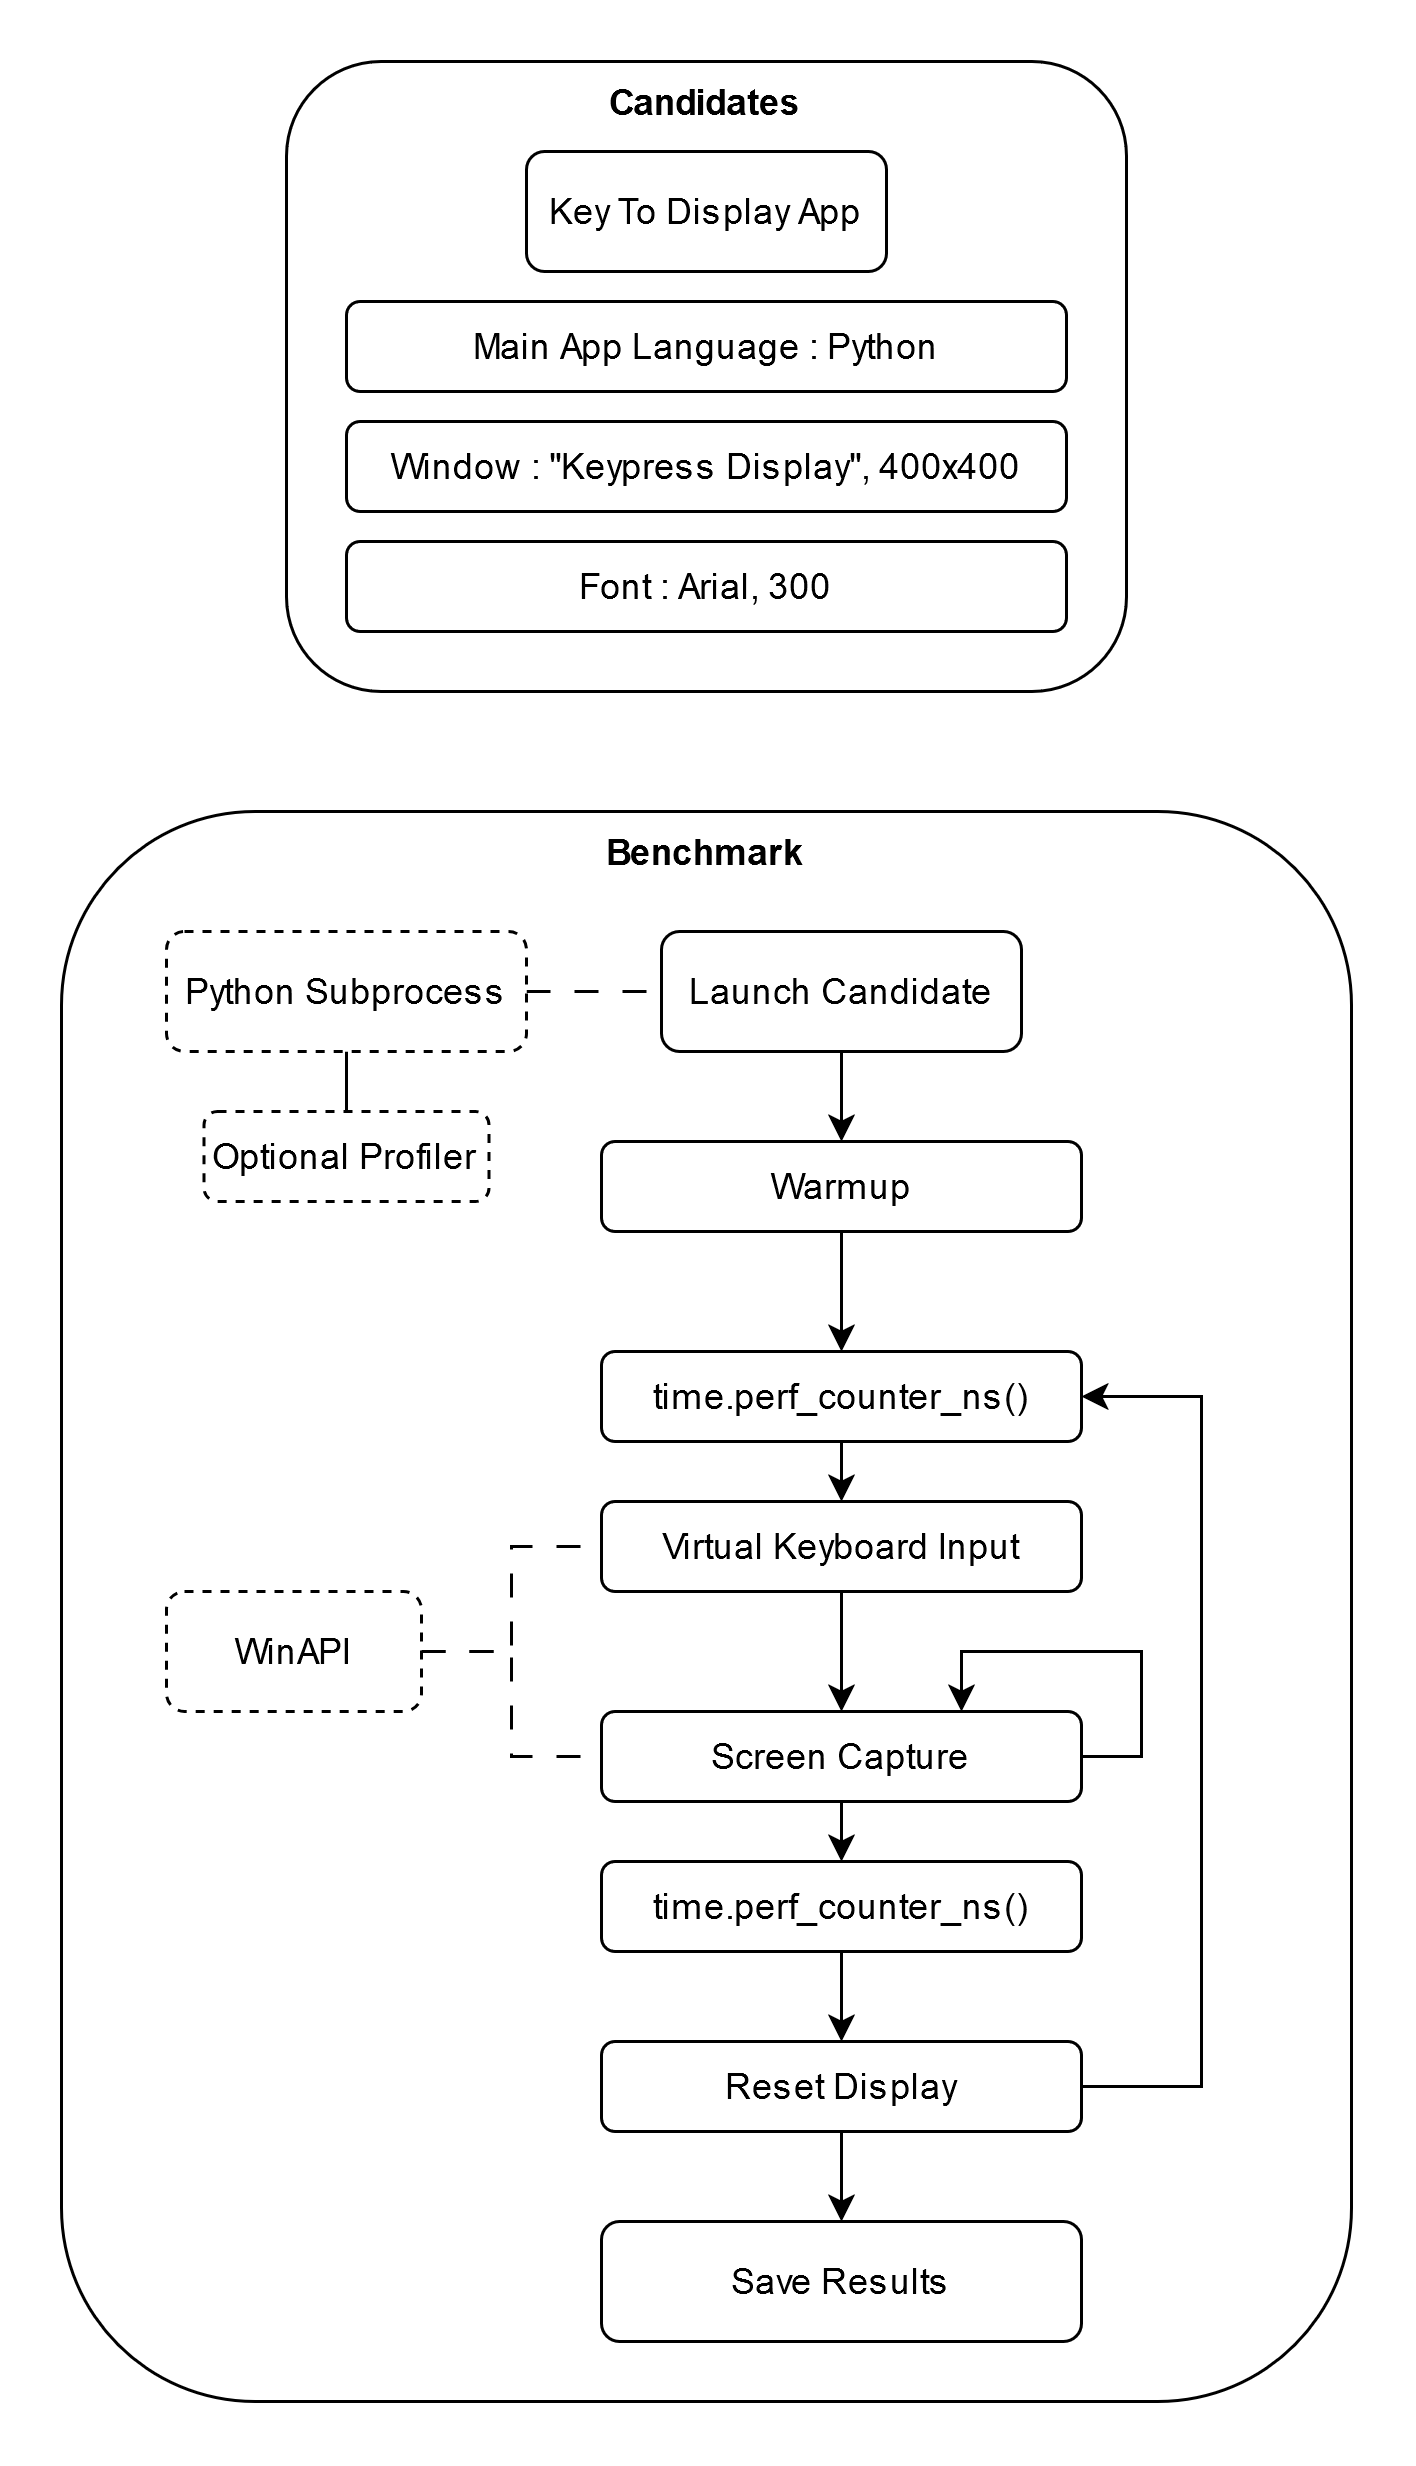 Candidates
Key To Display App
Main App Language : Python
Window : "Keypress Display", 400x400
Font : Arial, 300
Benchmark
Python Subprocess
Launch Candidate
Optional Profiler
Warmup
time.perf_counter_ns()
Virtual Keyboard Input
WinAPI
Screen Capture
time.perf_counter_ns()
Reset Display
Save Results